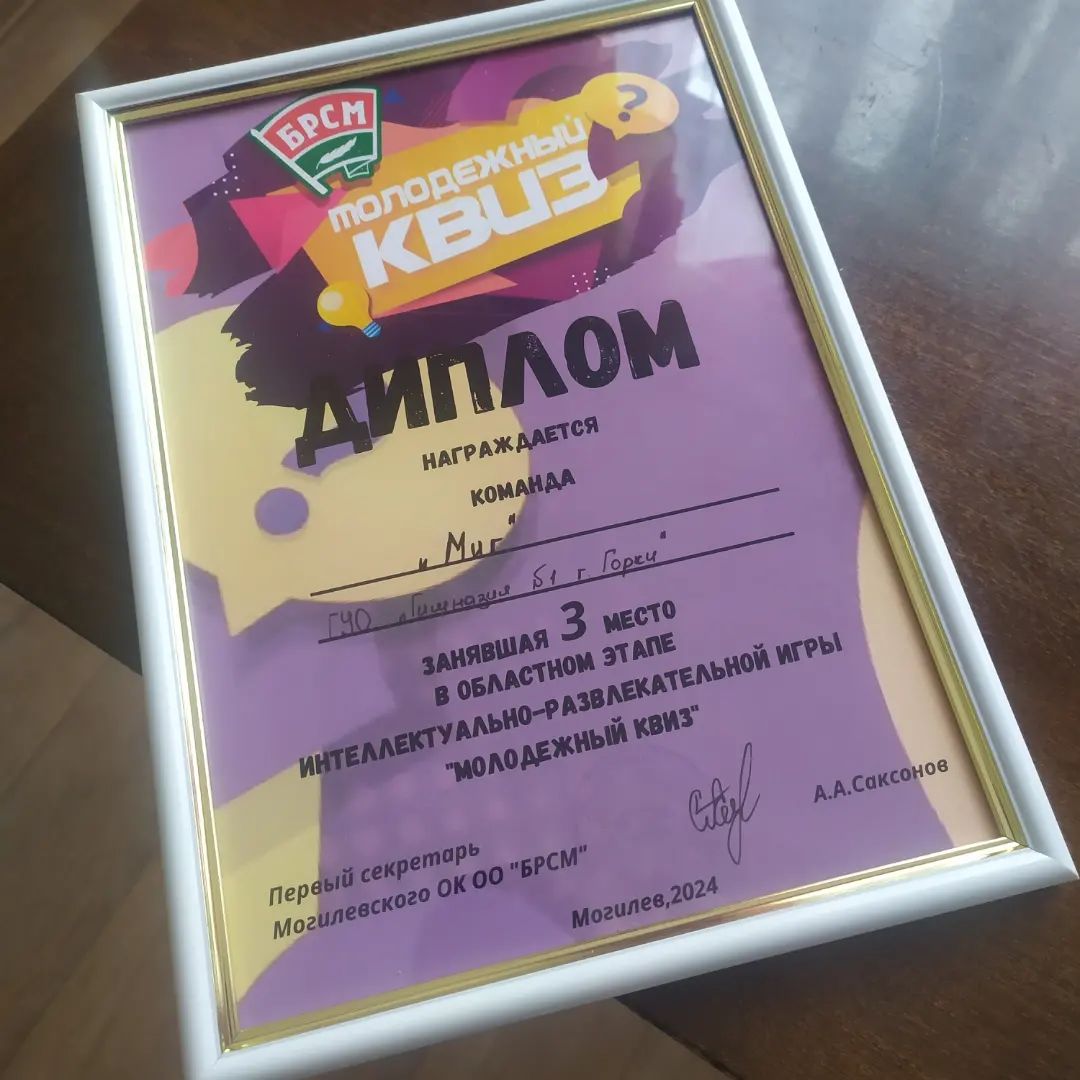 БРСМ
?
МОЛОДЕЖНЫЙ
КВИЗ
ДИПЛОМ
НАГРАЖДАЕТСЯ
КОМАНДА
"Миг"
ГУО "Гимназия №1 г. Горки"
ЗАНЯВШАЯ 3 МЕСТО
В ОБЛАСТНОМ ЭТАПЕ
ИНТЕЛЛЕКТУАЛЬНО-РАЗВЛЕКАТЕЛЬНОЙ ИГРЫ
"МОЛОДЕЖНЫЙ КВИЗ"
Первый секретарь
Могилевского ОК ОО "БРСМ"
А.А.Саксонов
Могилев,2024